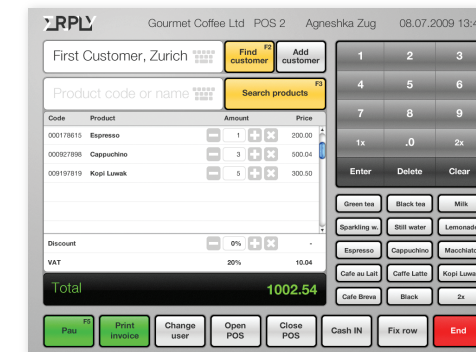 ERPLY Gourmet Coffee Ltd POS 2 Agneshka Zug 08.07.2009 13:4
First Customer, Zurich Find customer F2 Add customer
Product code or name Search products F3
Code Product Amount Price
000178615 Espresso 1 200.00
000927898 Cappuchino 3 500.04
009197819 Kopi Luwak 5 300.50
Discount 0% -
VAT 20% 10.04
Total 1002.54
1 2 3
4 5 6
7 8 9
1x .0 2x
Enter Delete Clear
Green tea Black tea Milk
Sparkling w. Still water Lemonade
Espresso Cappuchino Macchiato
Cafe au Lait Caffe Latte Kopi Luwa
Cafe Breva Black 2x
Pau F5 Print invoice Change user Open POS Close POS Cash IN Fix row End